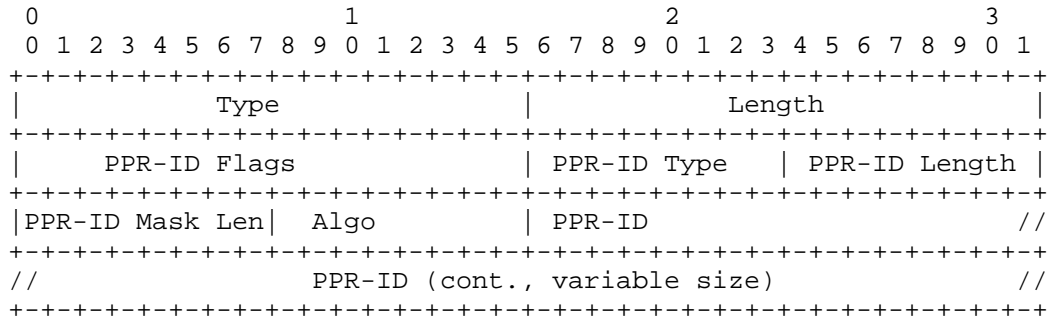 0                   1                   2                   3
 0 1 2 3 4 5 6 7 8 9 0 1 2 3 4 5 6 7 8 9 0 1 2 3 4 5 6 7 8 9 0 1
+-+-+-+-+-+-+-+-+-+-+-+-+-+-+-+-+-+-+-+-+-+-+-+-+-+-+-+-+-+-+-+-+
|            Type               |            Length             |
+-+-+-+-+-+-+-+-+-+-+-+-+-+-+-+-+-+-+-+-+-+-+-+-+-+-+-+-+-+-+-+-+
|     PPR-ID Flags              | PPR-ID Type   | PPR-ID Length |
+-+-+-+-+-+-+-+-+-+-+-+-+-+-+-+-+-+-+-+-+-+-+-+-+-+-+-+-+-+-+-+-+
|PPR-ID Mask Len|  Algo         | PPR-ID                       //
+-+-+-+-+-+-+-+-+-+-+-+-+-+-+-+-+-+-+-+-+-+-+-+-+-+-+-+-+-+-+-+-+
//                 PPR-ID (cont., variable size)               //
+-+-+-+-+-+-+-+-+-+-+-+-+-+-+-+-+-+-+-+-+-+-+-+-+-+-+-+-+-+-+-+-+